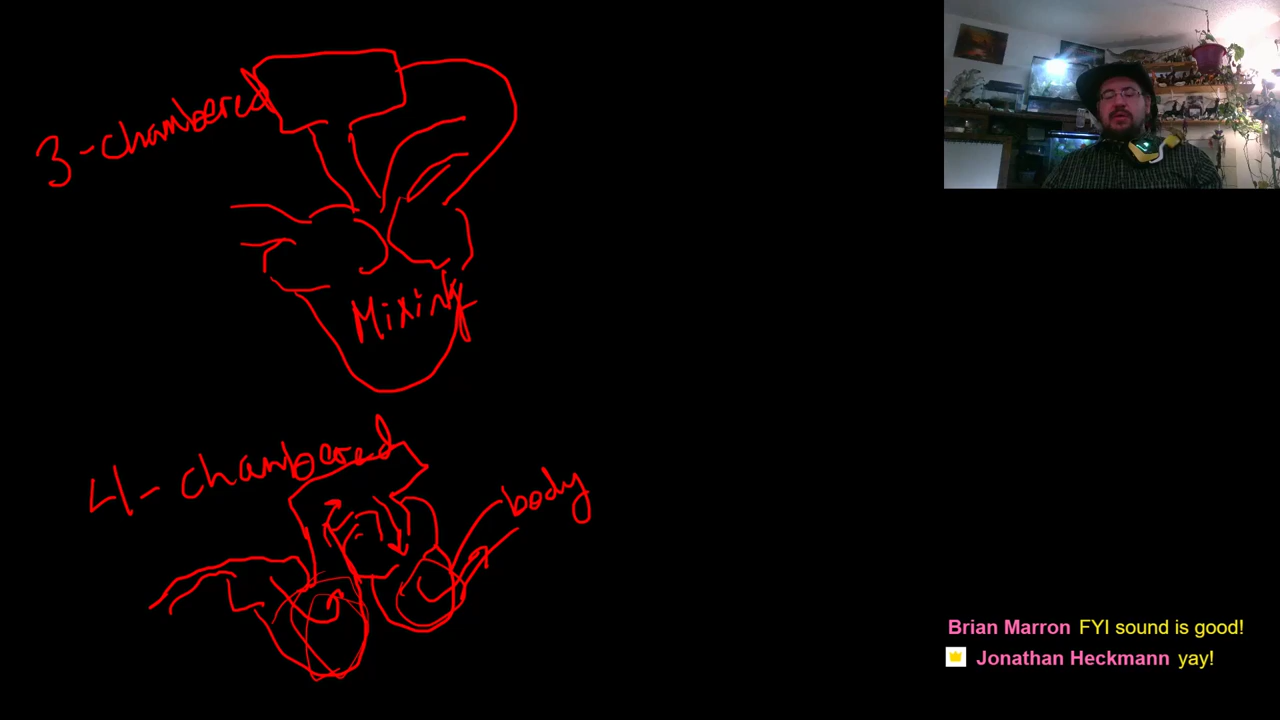 3-chambered
Mixing
4-chambered
body
Brian Marron FYI sound is good!
Jonathan Heckmann yay!